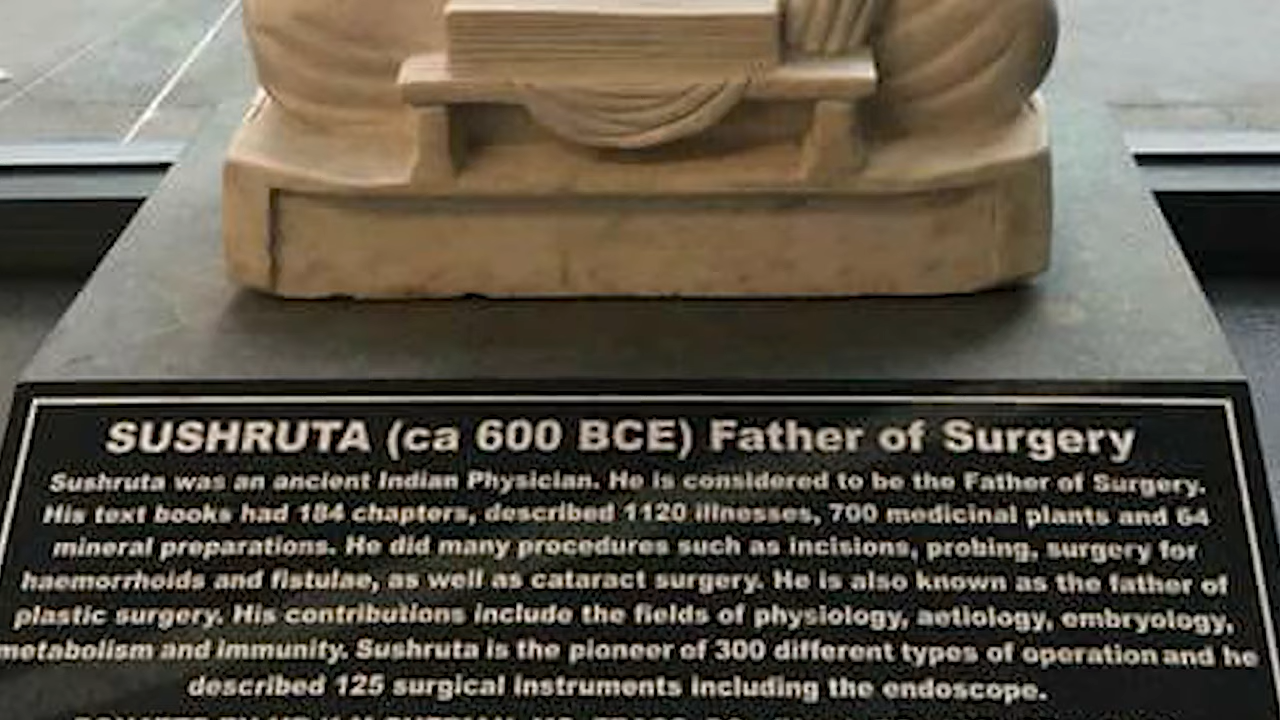 SUSHRUTA (ca 600 BCE) Father of Surgery
Sushruta was an ancient Indian Physician. He is considered to be the Father of Surgery.
His text books had 184 chapters, described 1120 illnesses, 700 medicinal plants and 64
mineral preparations. He did many procedures such as incisions, probing, surgery for
haemorrhoids and fistulae, as well as cataract surgery. He is also known as the father of
plastic surgery. His contributions include the fields of physiology, aetiology, embryology,
metabolism and immunity. Sushruta is the pioneer of 300 different types of operation and he
described 125 surgical instruments including the endoscope.